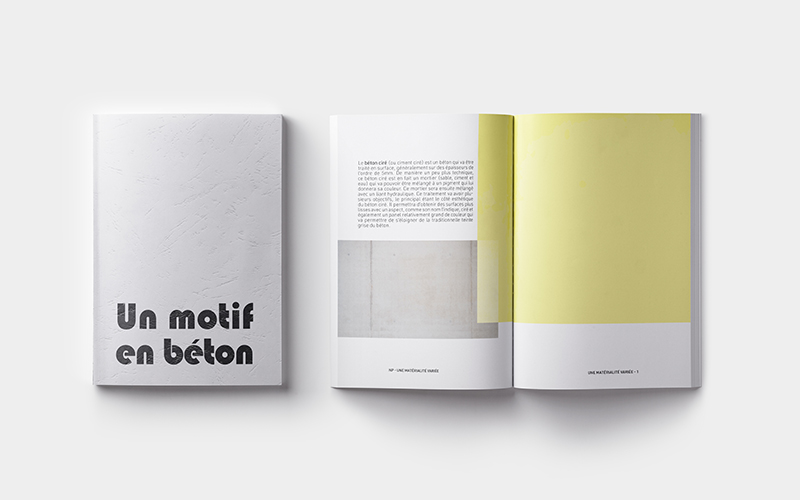 Un motif
en béton
Le béton ciré (ou ciment ciré) est un béton qui va être
traité en surface, généralement sur des épaisseurs de
l'ordre de 5mm. De manière un peu plus technique,
ce béton ciré est en fait un mortier (sable, ciment et
eau) qui va pouvoir être mélangé à un pigment qui lui
donnera sa couleur. Ce mortier sera ensuite mélangé
avec un liant hydraulique. Ce traitement va avoir plu-
sieurs objectifs, le principal étant le côté esthétique
du béton ciré. Il permettra d'obtenir des surfaces plus
lisses avec un aspect, comme son nom l'indique, ciré et
également un panel relativement grand de couleur qui
va permettre de s'éloigner de la traditionnelle teinte
grise du béton.
NP - UNE MATÉRIALITÉ VARIÉE
UNE MATÉRIALITÉ VARIÉE - 1